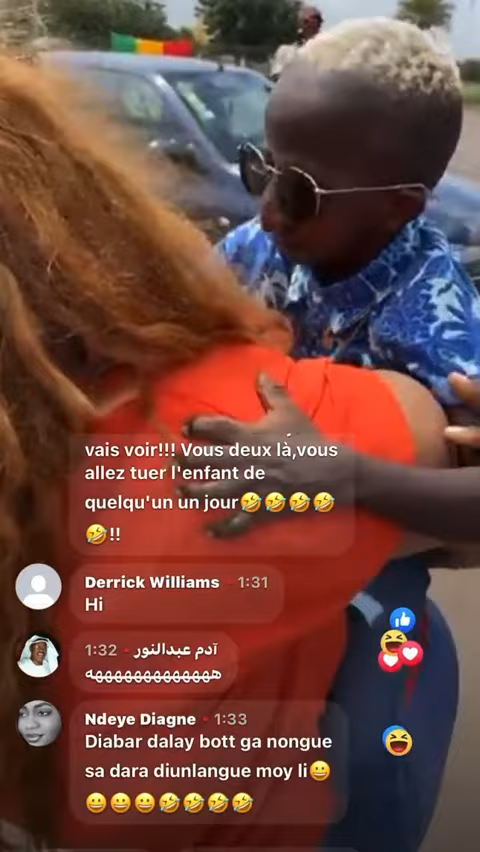 vais voir!!! Vous deux là,vous
allez tuer l'enfant de
quelqu'un un jour🤣🤣🤣🤣
🤣!!
Derrick Williams • 1:31
Hi
آدم عبدالنور • 1:32
ههههههههههههه
Ndeye Diagne • 1:33
Diabar dalay bott ga nongue
sa dara diunlangue moy li😀
😀😀😀🤣🤣🤣🤣